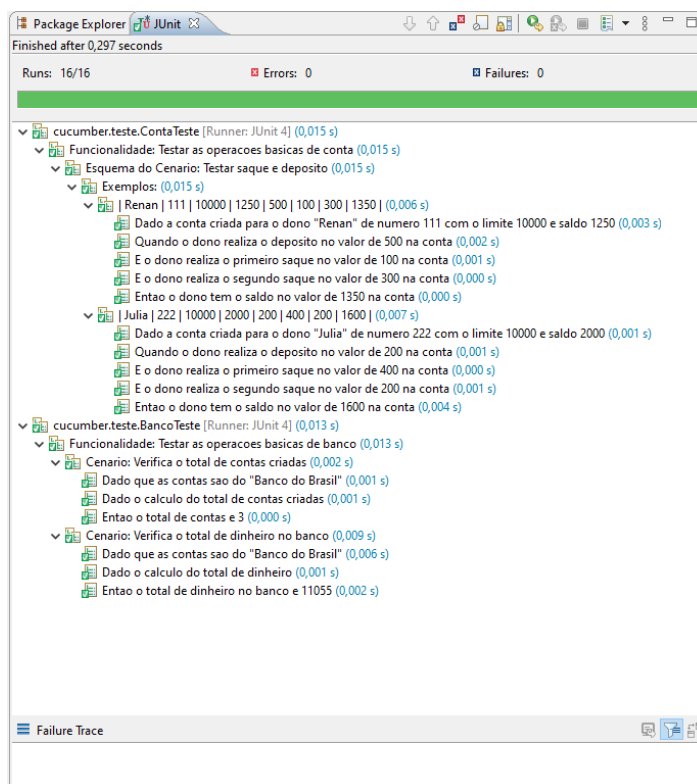 Package Explorer JUnit
Finished after 0,297 seconds
Runs: 16/16 Errors: 0 Failures: 0
cucumber.teste.ContaTeste [Runner: JUnit 4] (0,015 s)
Funcionalidade: Testar as operacoes basicas de conta (0,015 s)
Esquema do Cenario: Testar saque e deposito (0,015 s)
Exemplos: (0,015 s)
| Renan | 111 | 10000 | 1250 | 500 | 100 | 300 | 1350 | (0,006 s)
Dado a conta criada para o dono "Renan" de numero 111 com o limite 10000 e saldo 1250 (0,003 s)
Quando o dono realiza o deposito no valor de 500 na conta (0,002 s)
E o dono realiza o primeiro saque no valor de 100 na conta (0,001 s)
E o dono realiza o segundo saque no valor de 300 na conta (0,000 s)
Entao o dono tem o saldo no valor de 1350 na conta (0,000 s)
| Julia | 222 | 10000 | 2000 | 200 | 400 | 200 | 1600 | (0,007 s)
Dado a conta criada para o dono "Julia" de numero 222 com o limite 10000 e saldo 2000 (0,001 s)
Quando o dono realiza o deposito no valor de 200 na conta (0,001 s)
E o dono realiza o primeiro saque no valor de 400 na conta (0,000 s)
E o dono realiza o segundo saque no valor de 200 na conta (0,001 s)
Entao o dono tem o saldo no valor de 1600 na conta (0,004 s)
cucumber.teste.BancoTeste [Runner: JUnit 4] (0,013 s)
Funcionalidade: Testar as operacoes basicas de banco (0,013 s)
Cenario: Verifica o total de contas criadas (0,002 s)
Dado que as contas sao do "Banco do Brasil" (0,001 s)
Dado o calculo do total de contas criadas (0,001 s)
Entao o total de contas e 3 (0,000 s)
Cenario: Verifica o total de dinheiro no banco (0,009 s)
Dado que as contas sao do "Banco do Brasil" (0,006 s)
Dado o calculo do total de dinheiro (0,001 s)
Entao o total de dinheiro no banco e 11055 (0,002 s)
Failure Trace